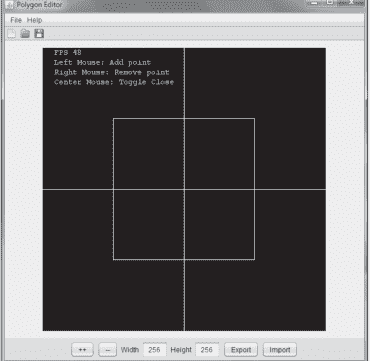 Polygon Editor
File Help
FPS 48
Left Mouse: Add point
Right Mouse: Remove point
Center Mouse: Toggle Close
++ -- Width 256 Height 256 Export Import